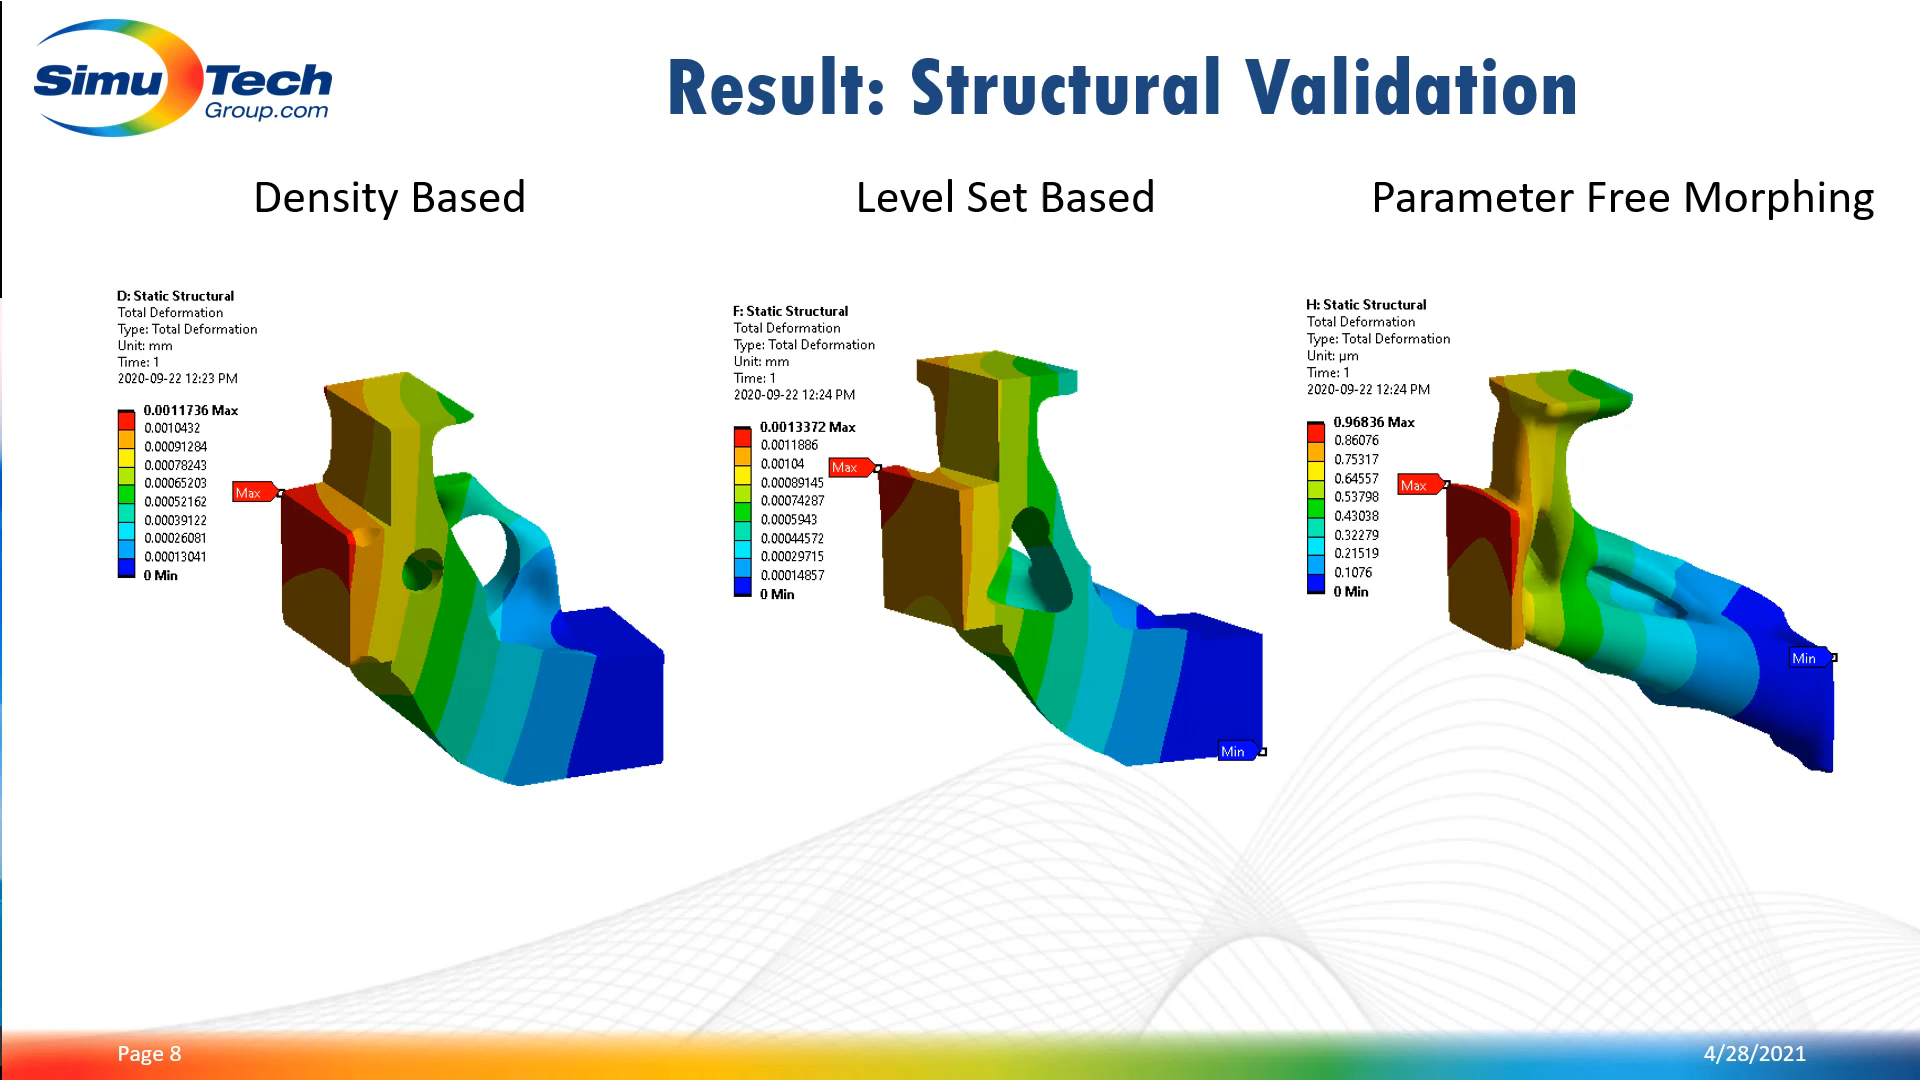 Simu Tech
Group.com
Result: Structural Validation
Density Based
Level Set Based
Parameter Free Morphing
D: Static Structural
Total Deformation
Type: Total Deformation
Unit: mm
Time: 1
2020-09-22 12:23 PM
0.0011736 Max
0.0010432
0.00091284
0.00078243
0.00065203
0.00052162
0.00039122
0.00026081
0.00013041
0 Min
Max
F: Static Structural
Total Deformation
Type: Total Deformation
Unit: mm
Time: 1
2020-09-22 12:24 PM
0.0013372 Max
0.0011886
0.00104
0.00089145
0.00074287
0.0005943
0.00044572
0.00029715
0.00014857
0 Min
Max
Min
H: Static Structural
Total Deformation
Type: Total Deformation
Unit: µm
Time: 1
2020-09-22 12:24 PM
0.96836 Max
0.86076
0.75317
0.64557
0.53798
0.43038
0.32279
0.21519
0.1076
0 Min
Max
Min
Page 8
4/28/2021